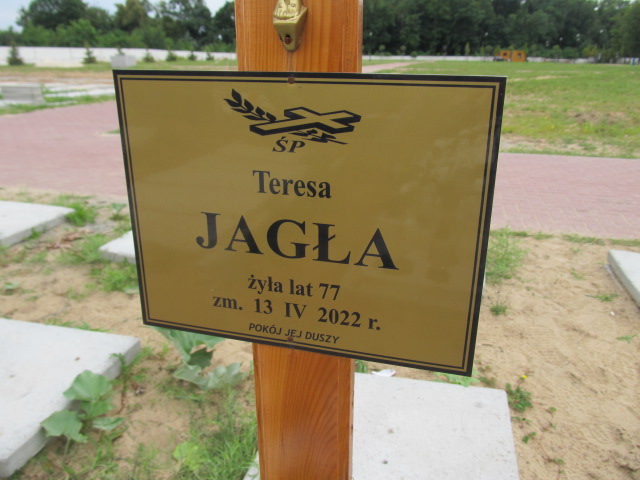 ŚP
Teresa
JAGŁA
żyła lat 77
zm. 13 IV 2022 r.
POKÓJ JEJ DUSZY